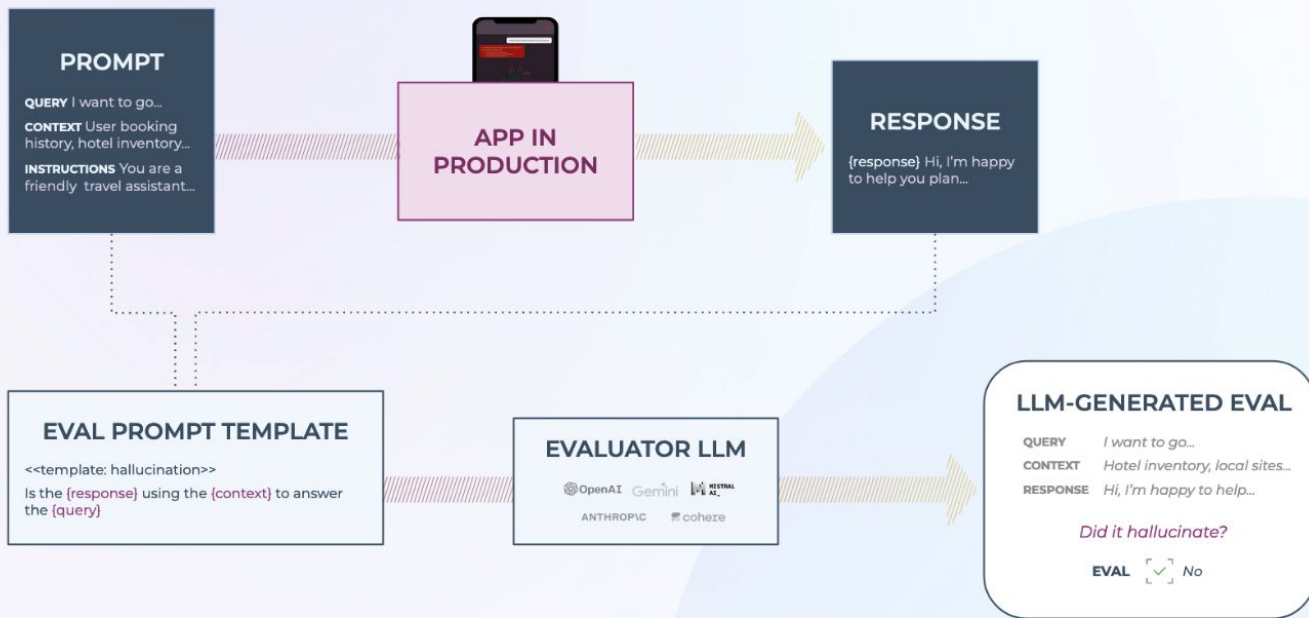 PROMPT
QUERY I want to go...
CONTEXT User booking
history, hotel inventory...
INSTRUCTIONS You are a
friendly travel assistant...
APP IN
PRODUCTION
RESPONSE
{response} Hi, I'm happy
to help you plan...
EVAL PROMPT TEMPLATE
<<template: hallucination>>
Is the {response} using the {context} to answer
the {query}
EVALUATOR LLM
OpenAI Gemini MISTRAL
AI_
ANTHROP\C cohere
LLM-GENERATED EVAL
QUERY I want to go...
CONTEXT Hotel inventory, local sites...
RESPONSE Hi, I'm happy to help...
Did it hallucinate?
EVAL No